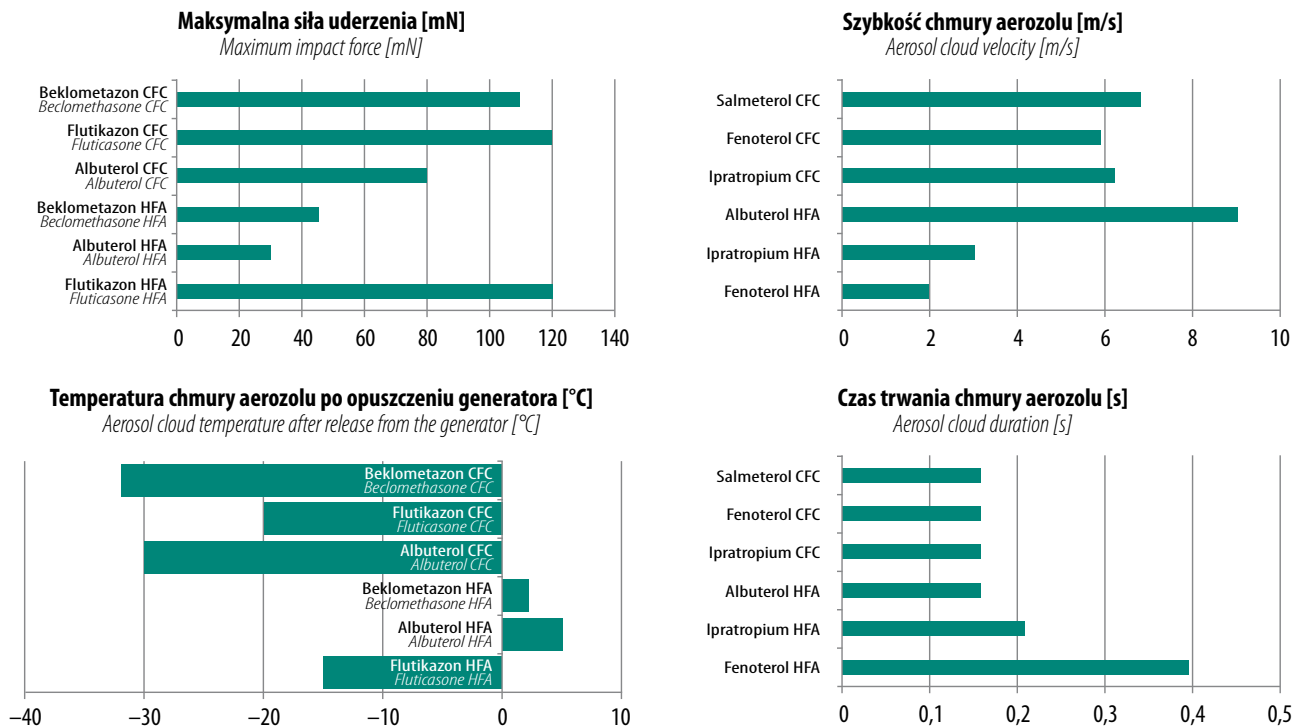 Maksymalna siła uderzenia [mN]
Maximum impact force [mN]
Beklometazon CFC
Beclomethasone CFC
Flutikazon CFC
Fluticasone CFC
Albuterol CFC
Albuterol CFC
Beklometazon HFA
Beclomethasone HFA
Albuterol HFA
Albuterol HFA
Flutikazon HFA
Fluticasone HFA
0 20 40 60 80 100 120 140
Szybkość chmury aerozolu [m/s]
Aerosol cloud velocity [m/s]
Salmeterol CFC
Fenoterol CFC
Ipratropium CFC
Albuterol HFA
Ipratropium HFA
Fenoterol HFA
0 2 4 6 8 10
Temperatura chmury aerozolu po opuszczeniu generatora [°C]
Aerosol cloud temperature after release from the generator [°C]
Beklometazon CFC
Beclomethasone CFC
Flutikazon CFC
Fluticasone CFC
Albuterol CFC
Albuterol CFC
Beklometazon HFA
Beclomethasone HFA
Albuterol HFA
Albuterol HFA
Flutikazon HFA
Fluticasone HFA
–40 –30 –20 –10 0 10
Czas trwania chmury aerozolu [s]
Aerosol cloud duration [s]
Salmeterol CFC
Fenoterol CFC
Ipratropium CFC
Albuterol HFA
Ipratropium HFA
Fenoterol HFA
0 0,1 0,2 0,3 0,4 0,5